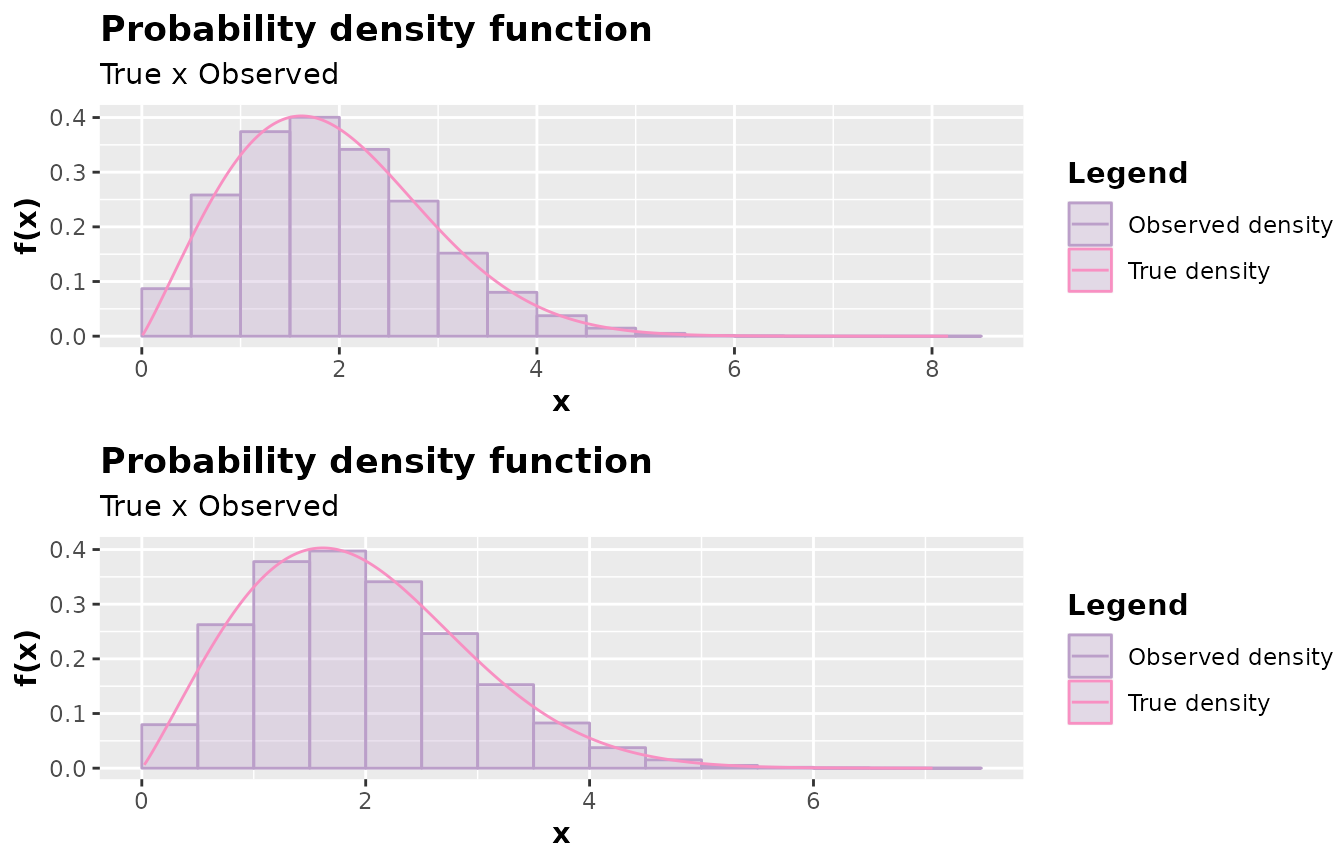 Probability density function
True x Observed
0.4
0.3
0.2
0.1
0.0
f(x)
0 2 4 6 8
x
Legend
Observed density
True density
Probability density function
True x Observed
0.4
0.3
0.2
0.1
0.0
f(x)
0 2 4 6
x
Legend
Observed density
True density